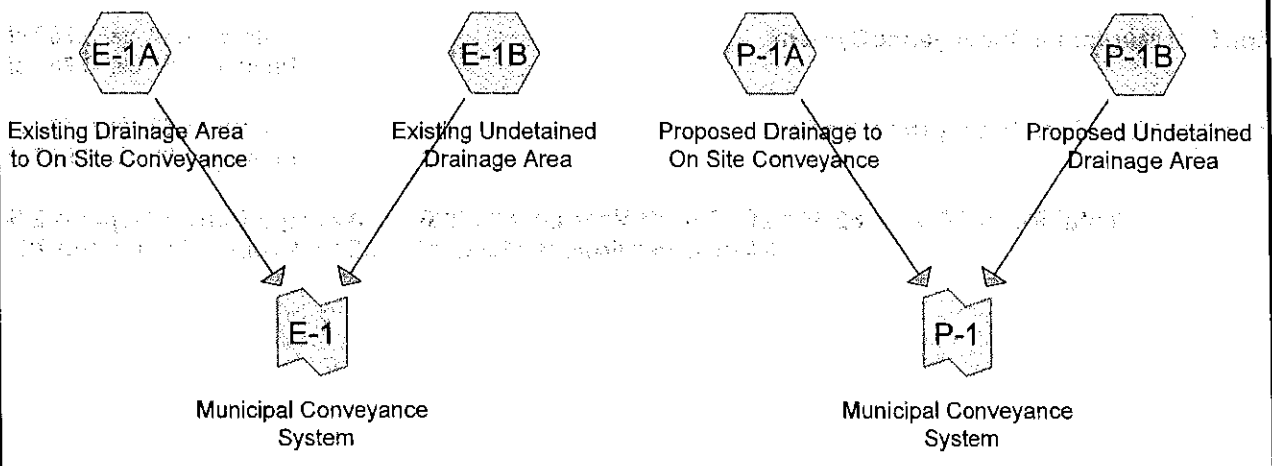 E-1A
E-1B
P-1A
P-1B
Existing Drainage Area
to On Site Conveyance
Existing Undetained
Drainage Area
Proposed Drainage to
On Site Conveyance
Proposed Undetained
Drainage Area
E-1
P-1
Municipal Conveyance
System
Municipal Conveyance
System